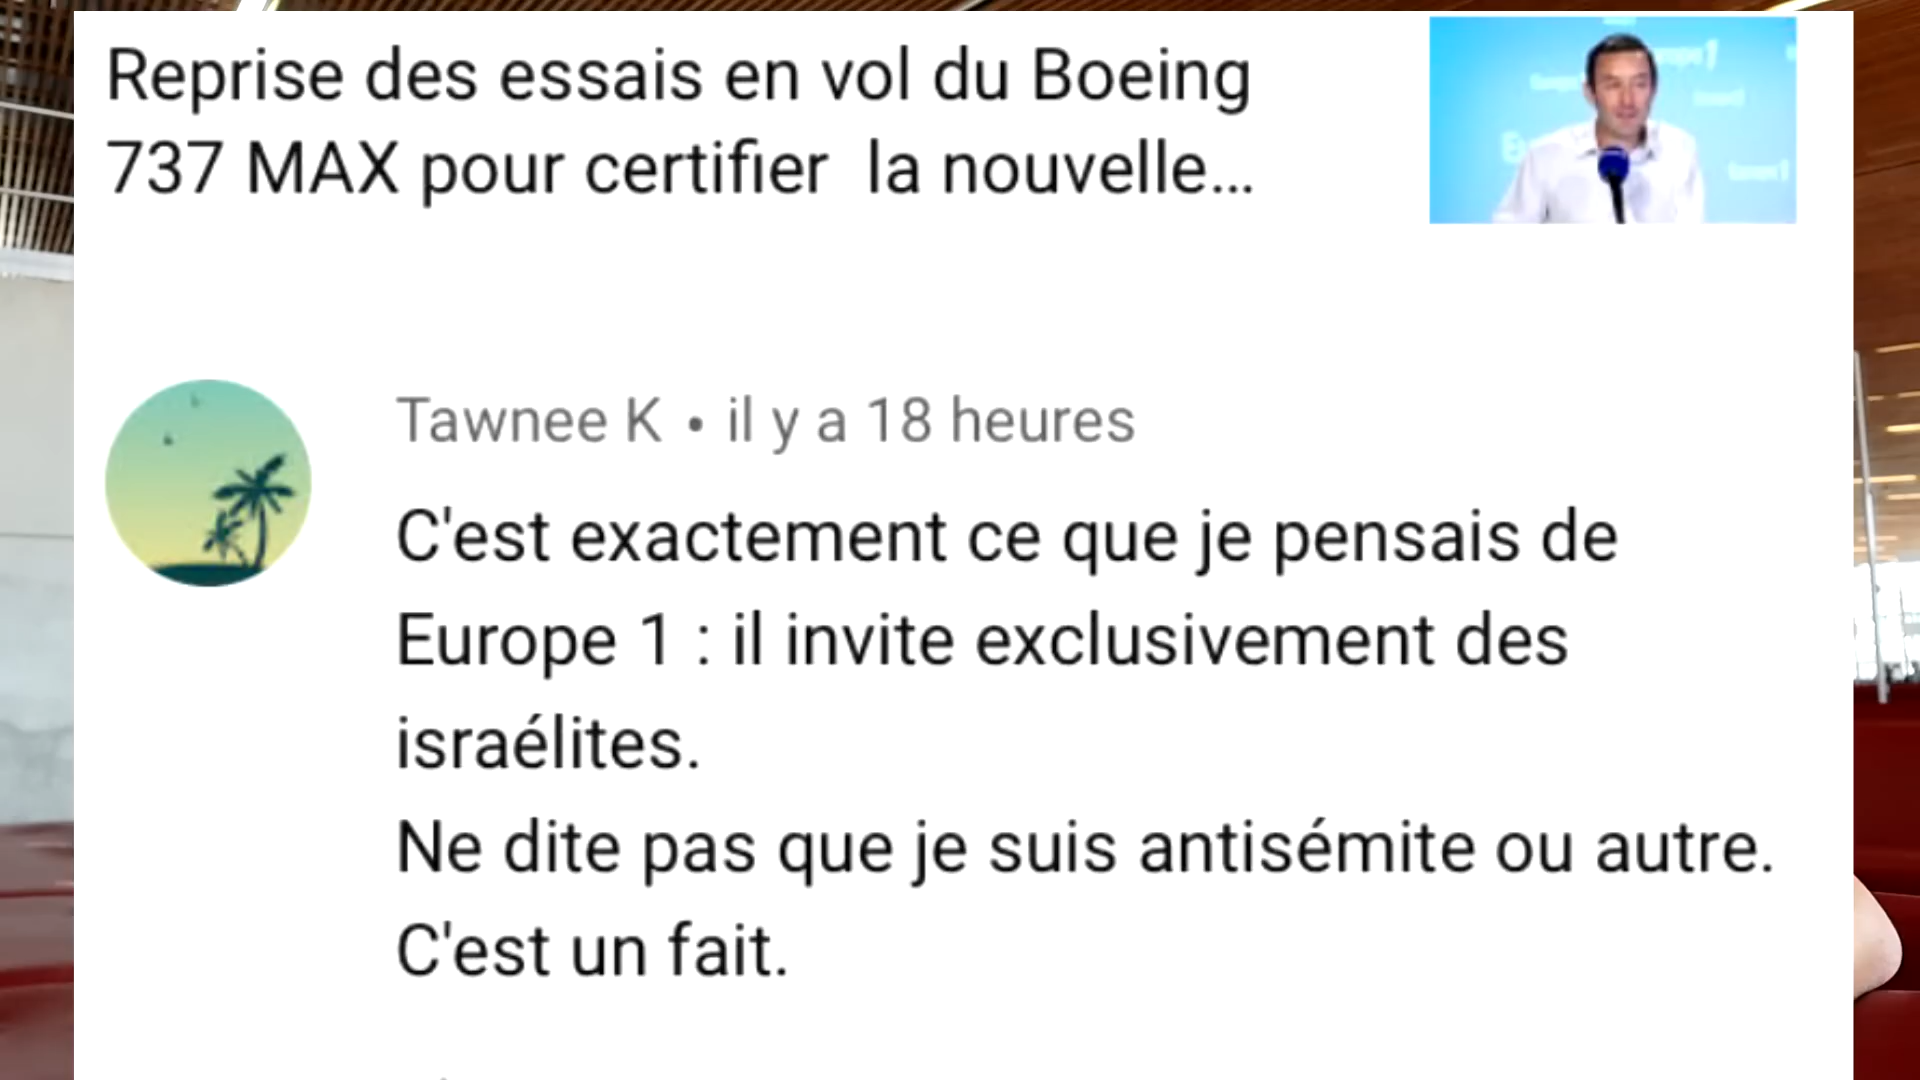 Reprise des essais en vol du Boeing
737 MAX pour certifier la nouvelle...
Tawnee K • il y a 18 heures
C'est exactement ce que je pensais de
Europe 1 : il invite exclusivement des
israélites.
Ne dite pas que je suis antisémite ou autre.
C'est un fait.